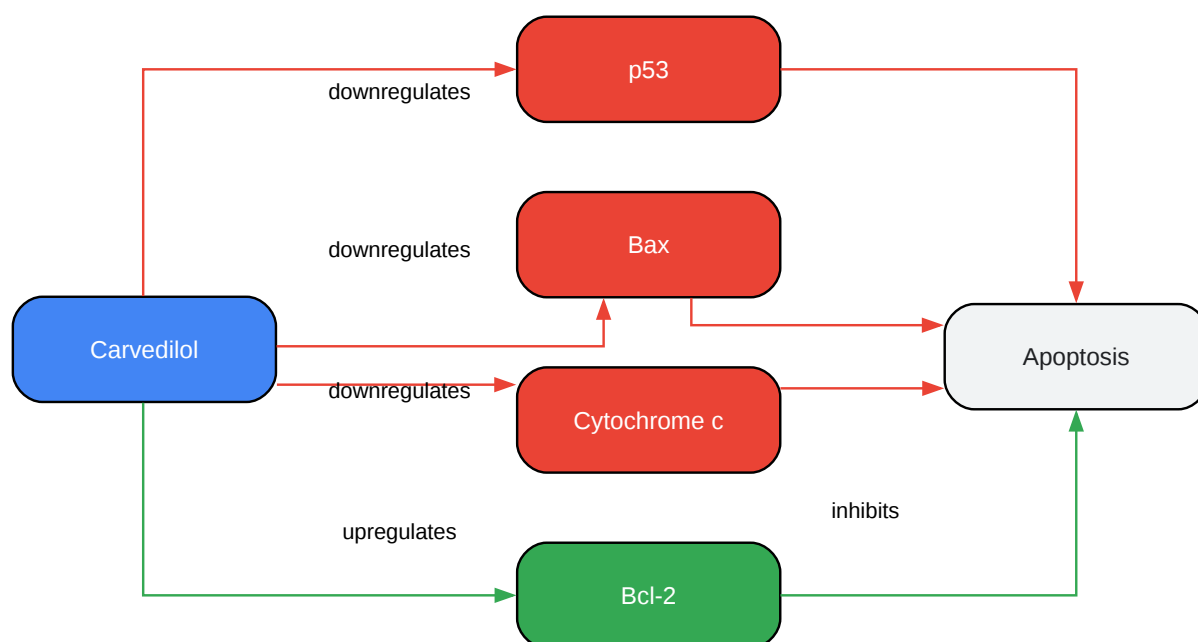 p53
downregulates
downregulates
Bax
Carvedilol
Apoptosis
downregulates
Cytochrome c
inhibits
upregulates
Bcl-2